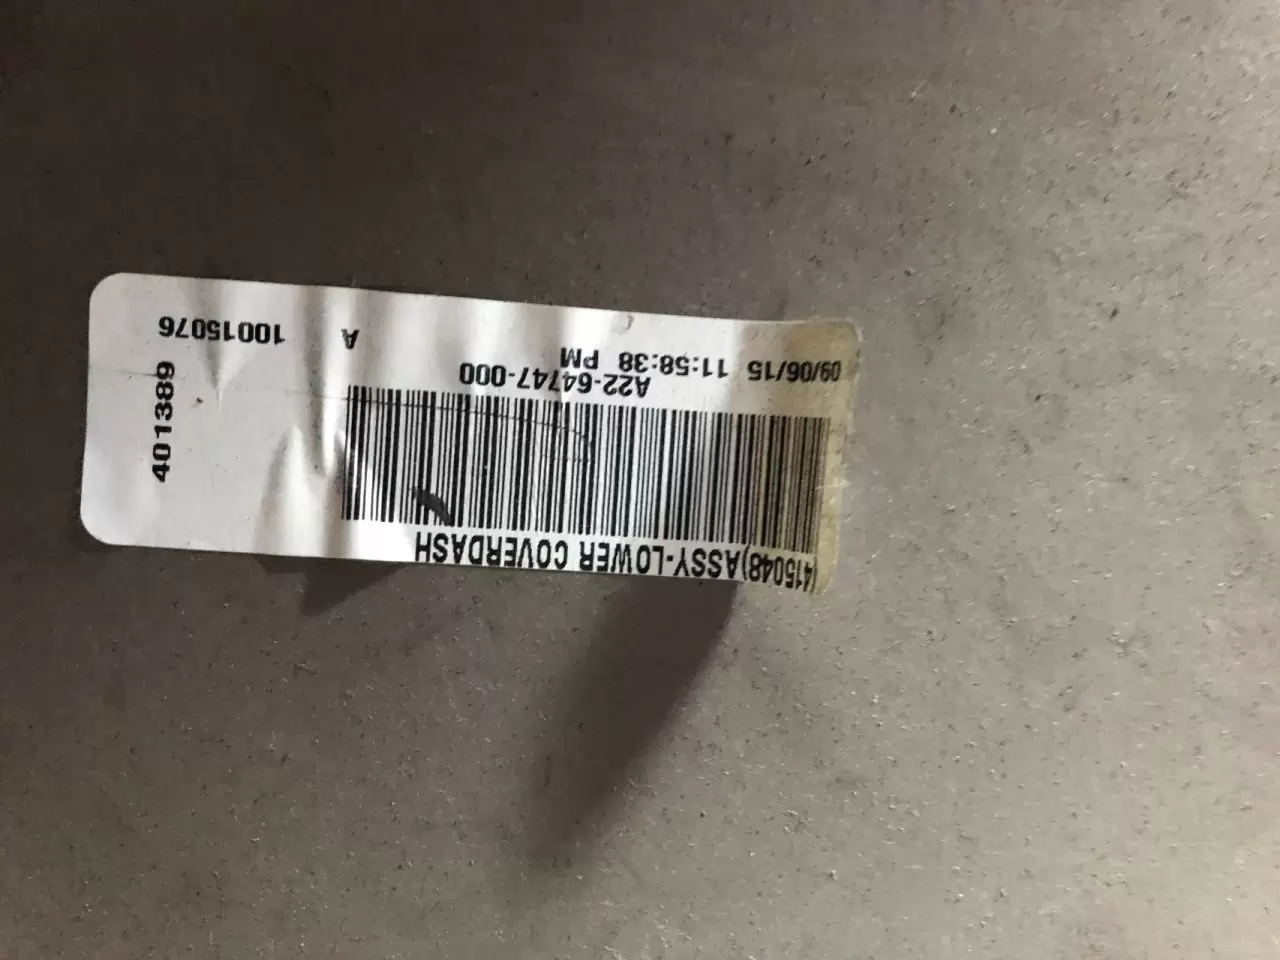 (415048)ASSY-LOWER COVERDASH
A22-64747-000
09/06/15 11:58:38 PM
A
10015076
401389